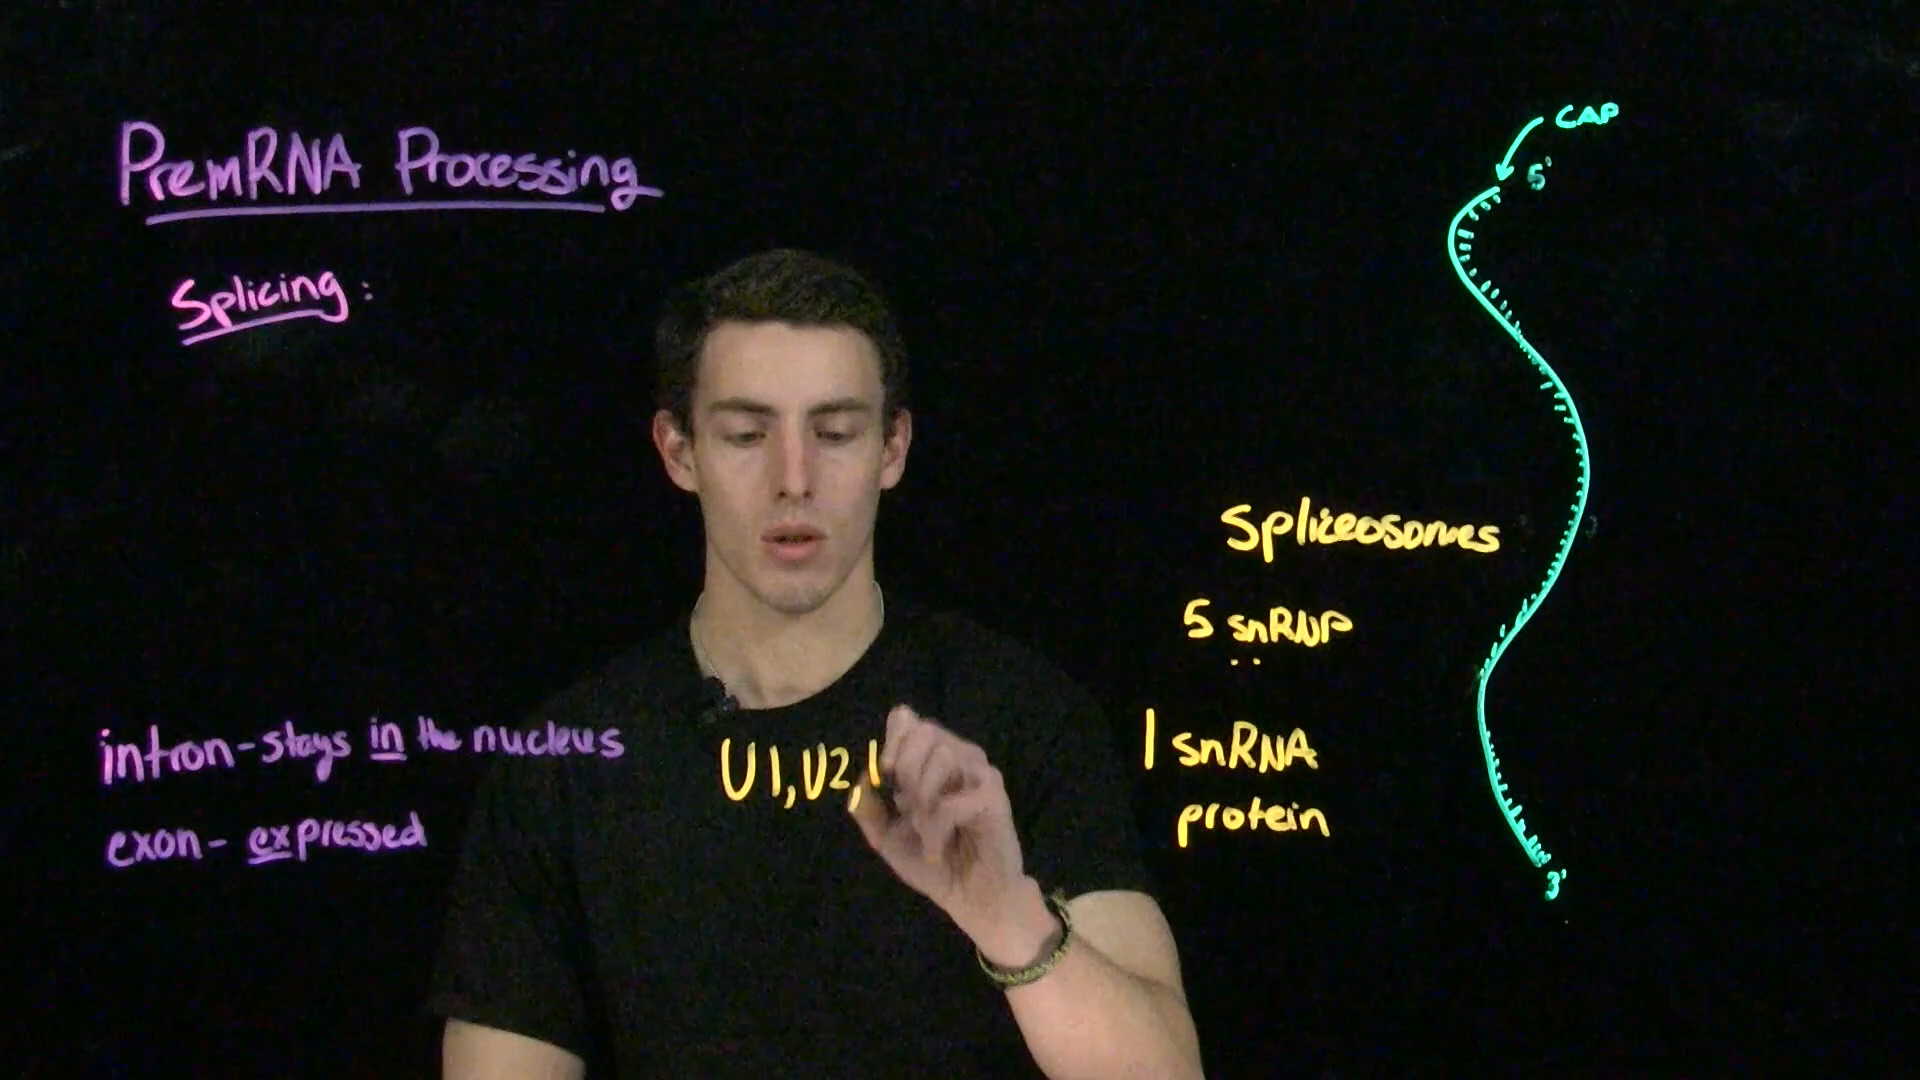 PremRNA Processing
Splicing:
intron-stays in the nucleus
exon- expressed
U1, U2,
Spliceosomes
5 snRNP
1 snRNA
protein
CAP
5'
3'